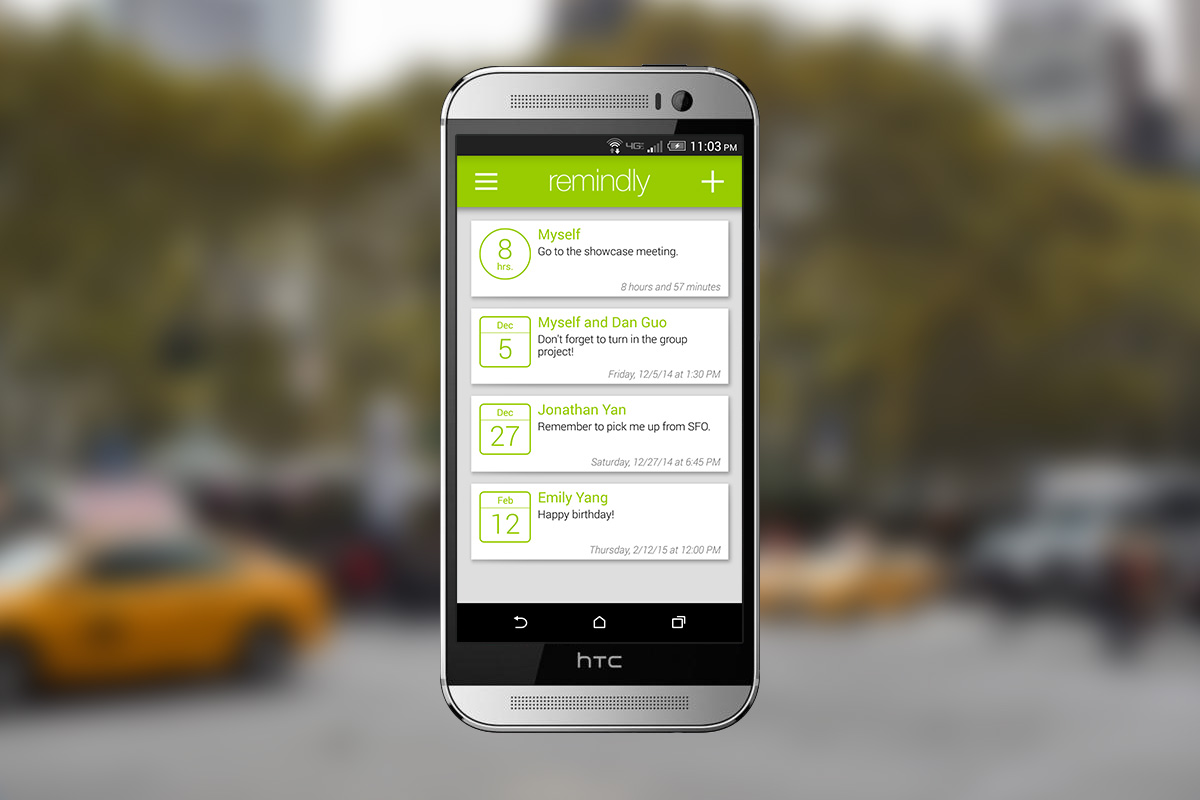 4G 11:03 PM
remindly
8
hrs.
Myself
Go to the showcase meeting.
8 hours and 57 minutes
Dec
5
Myself and Dan Guo
Don't forget to turn in the group
project!
Friday, 12/5/14 at 1:30 PM
Dec
27
Jonathan Yan
Remember to pick me up from SFO.
Saturday, 12/27/14 at 6:45 PM
Feb
12
Emily Yang
Happy birthday!
Thursday, 2/12/15 at 12:00 PM
hTC